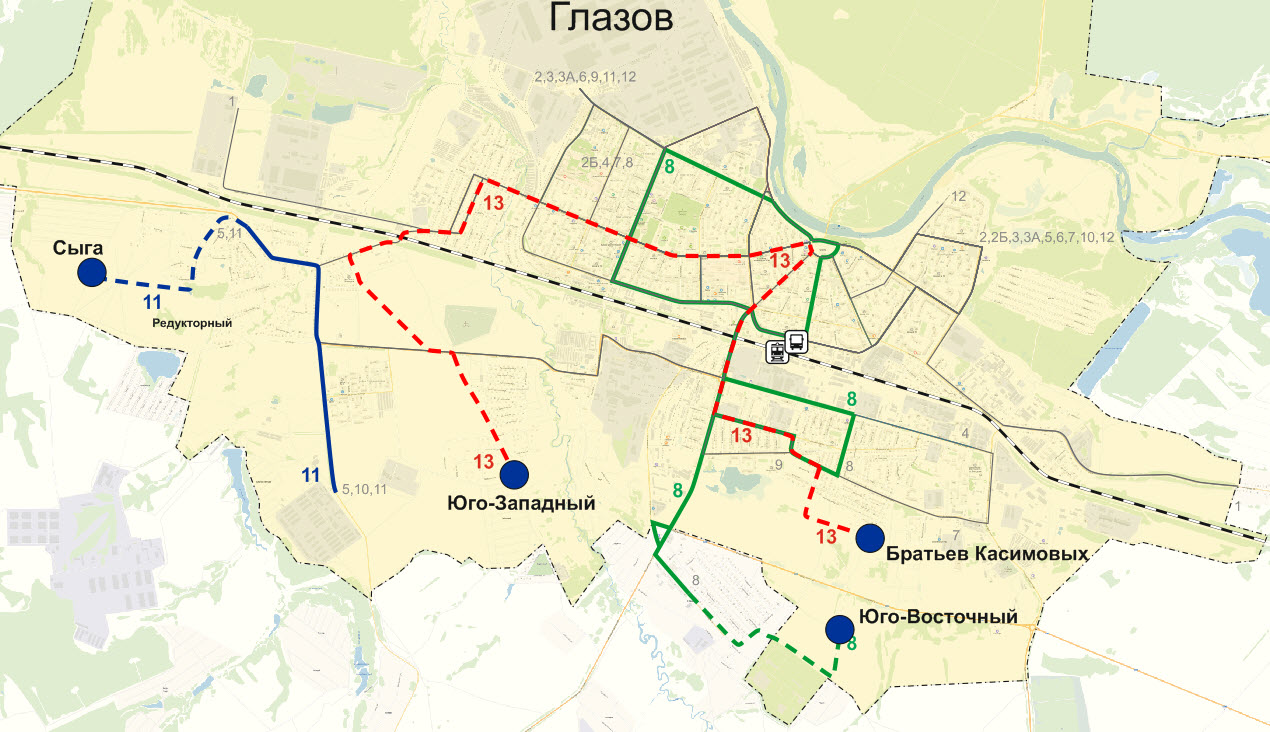 Глазов
2,3,3А,6,9,11,12
1
2Б,4,7,8
8
13
12
5,11
2,2Б,3,3А,5,6,7,10,12
Сыга
13
11
Редукторный
8
13
4
13
9
8
11
5,10,11
8
Юго-Западный
1
13
7
Братьев Касимовых
8
Юго-Восточный
8